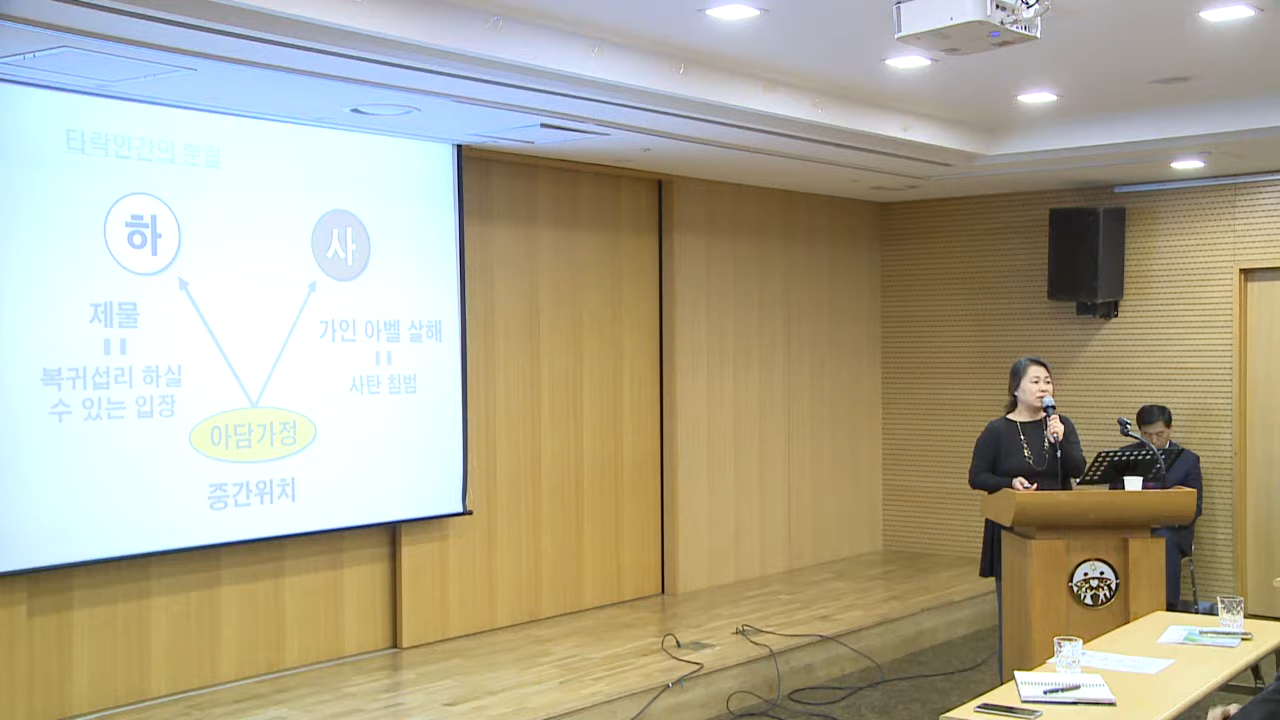 타락인간의 분립
하
사
제물
=
복귀섭리 하실
수 있는 입장
가인 아벨 살해
=
사탄 침범
아담가정
중간위치